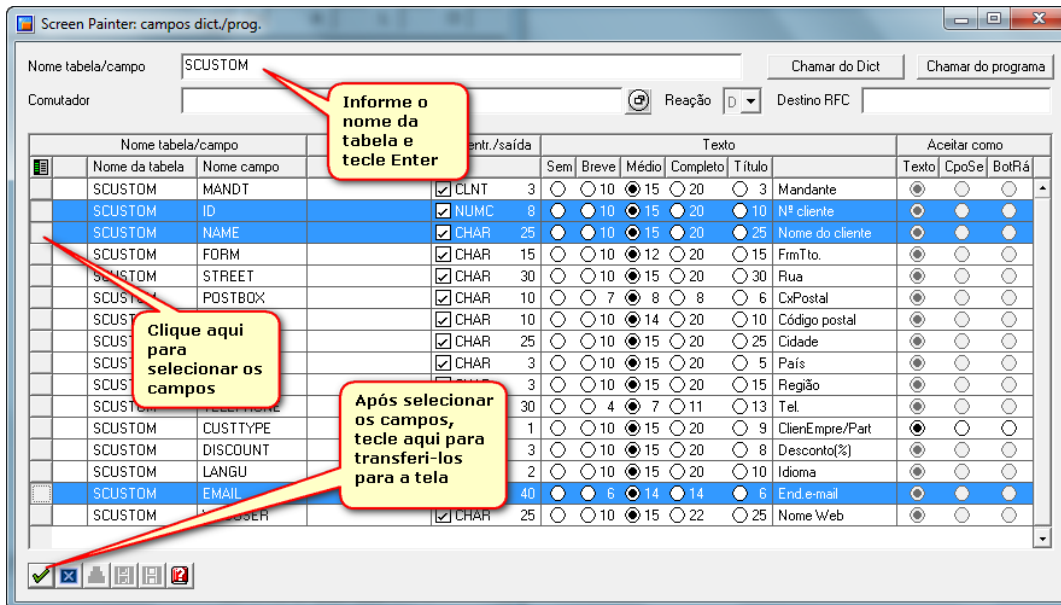 Screen Painter: campos dict./prog.
Nome tabela/campo SCUSTOM Chamar do Dict Chamar do programa
Comutador Reação D Destino RFC
Informe o
nome da
tabela e
tecle Enter
Nome tabela/campo entr./saída Texto Aceitar como
Nome da tabela Nome campo Sem Breve Médio Completo Título Texto CpoSe BotRá
SCUSTOM MANDT CLNT 3 10 15 20 3 Mandante
SCUSTOM ID NUMC 8 10 15 20 10 Nº cliente
SCUSTOM NAME CHAR 25 10 15 20 25 Nome do cliente
SCUSTOM FORM CHAR 15 10 12 20 15 FrmTto.
SCUSTOM STREET CHAR 30 10 15 20 30 Rua
SCUSTOM POSTBOX CHAR 10 7 8 8 6 CxPostal
CHAR 10 10 14 20 10 Código postal
CHAR 25 10 15 20 25 Cidade
CHAR 3 10 15 20 5 País
3 10 15 20 15 Região
30 4 7 11 13 Tel.
SCUSTOM CUSTTYPE 1 10 15 20 9 ClienEmpre/Part
SCUSTOM DISCOUNT 3 10 15 20 8 Desconto(%)
SCUSTOM LANGU 2 10 15 20 10 Idioma
SCUSTOM EMAIL 40 6 14 14 6 End.e-mail
SCUSTOM CHAR 25 10 15 22 25 Nome Web
Clique aqui
para
selecionar os
campos
Após selecionar
os campos,
tecle aqui para
transferi-los
para a tela